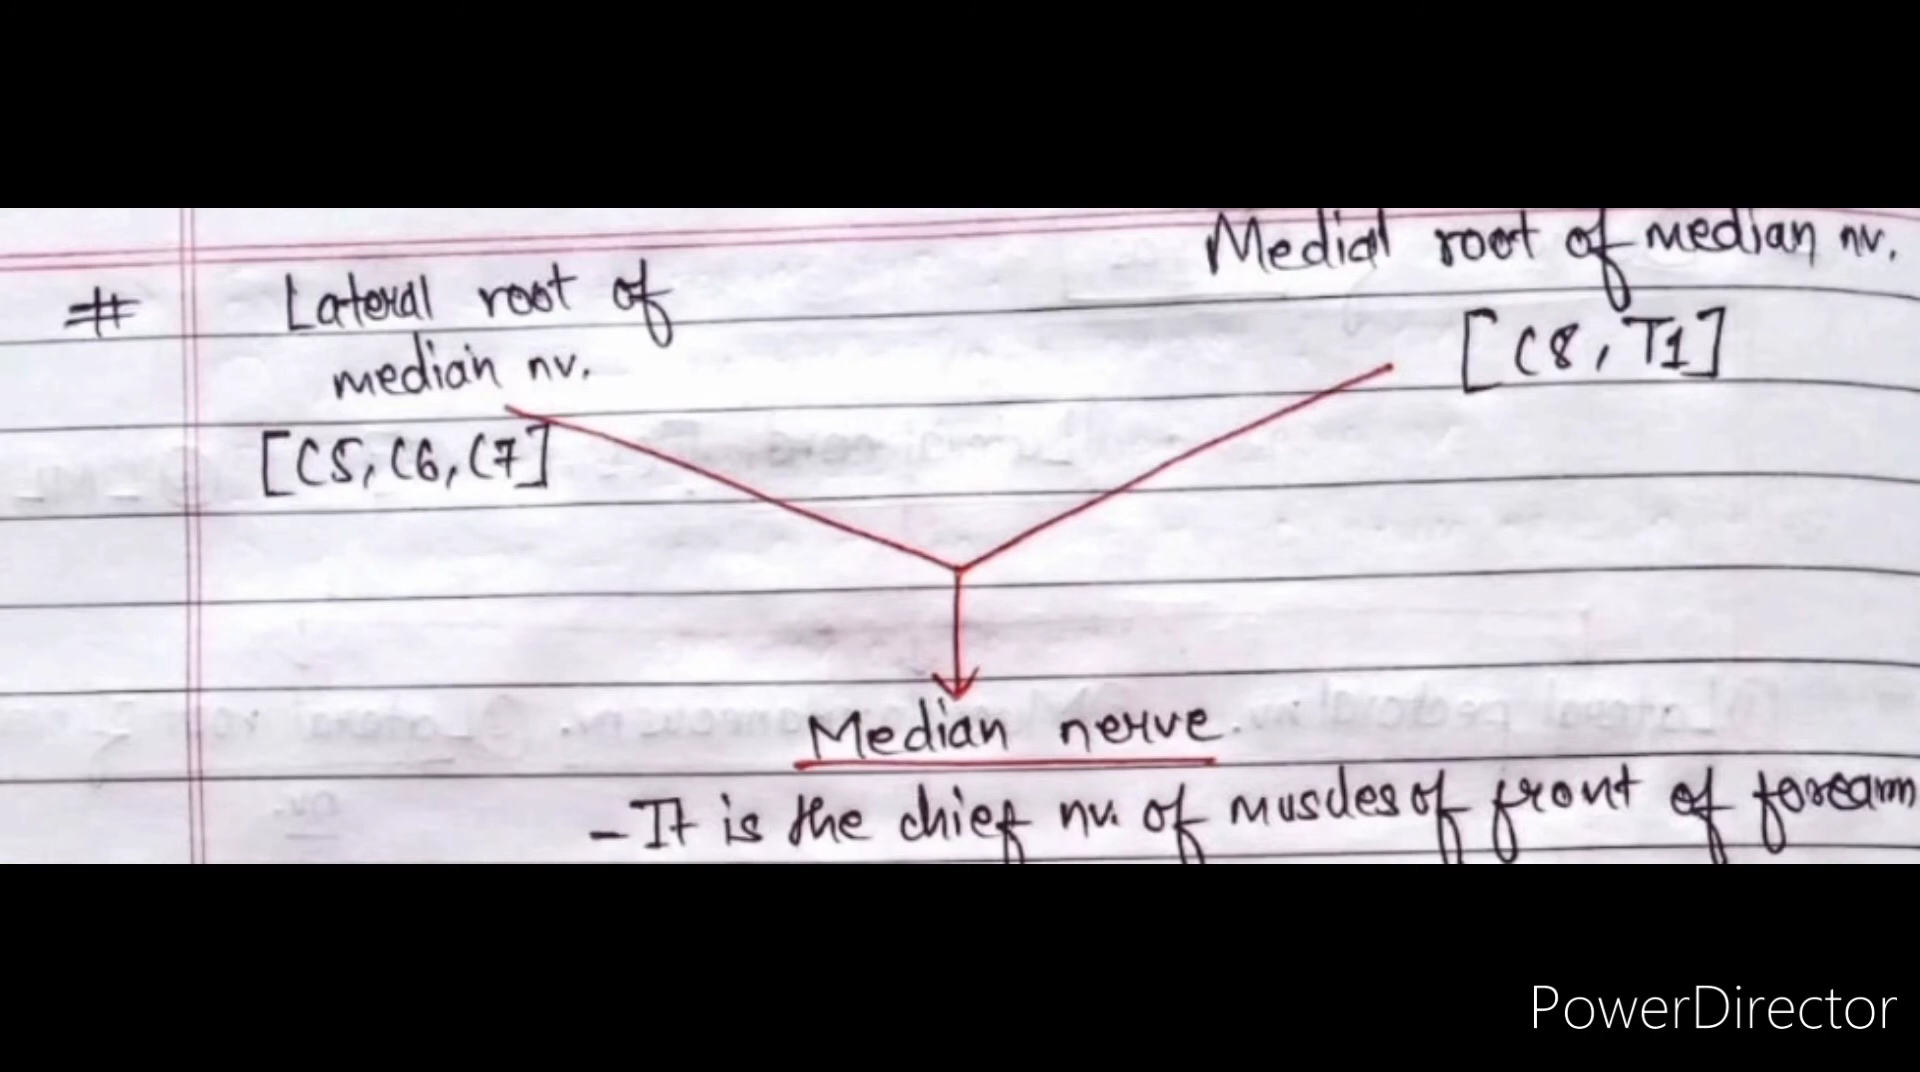 Medial root of median nv.
# Lateral root of
median nv.
[C8, T1]
[C5, C6, C7]
Median nerve.
- It is the chief nv. of muscles of front of forearm
PowerDirector